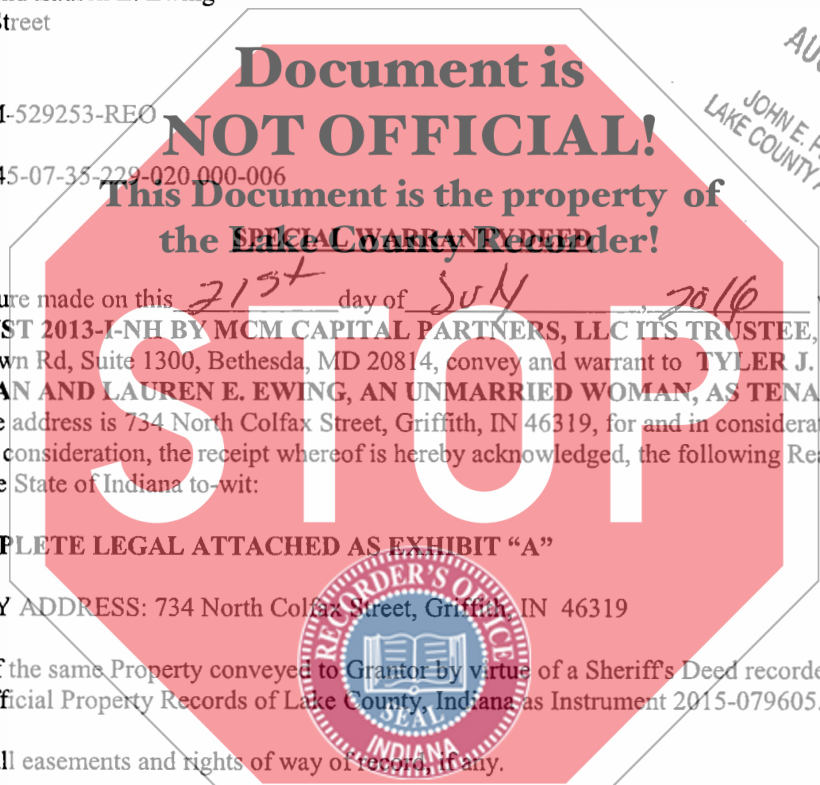 Street
Document is
NOT OFFICIAL!
AUG
JOHN E. P
LAKE COUNTY A
-529253-REO
45-07-35-229-020.000-006
This Document is the property of
SPECIAL WARRANTY DEED
the Lake County Recorder!
ure made on this 21st day of July, 2016
ST 2013-I-NH BY MCM CAPITAL PARTNERS, LLC ITS TRUSTEE,
wn Rd, Suite 1300, Bethesda, MD 20814, convey and warrant to TYLER J.
AN AND LAUREN E. EWING, AN UNMARRIED WOMAN, AS TENA
e address is 734 North Colfax Street, Griffith, IN 46319, for and in considerat
consideration, the receipt whereof is hereby acknowledged, the following Rea
e State of Indiana to-wit:
STOP
PLETE LEGAL ATTACHED AS EXHIBIT “A”
Y ADDRESS: 734 North Colfax Street, Griffith, IN 46319
RECORDER'S OFFICE
SEAL
INDIANA
f the same Property conveyed to Grantor by virtue of a Sheriff's Deed recorde
ficial Property Records of Lake County, Indiana as Instrument 2015-079605.
ll easements and rights of way of record, if any.